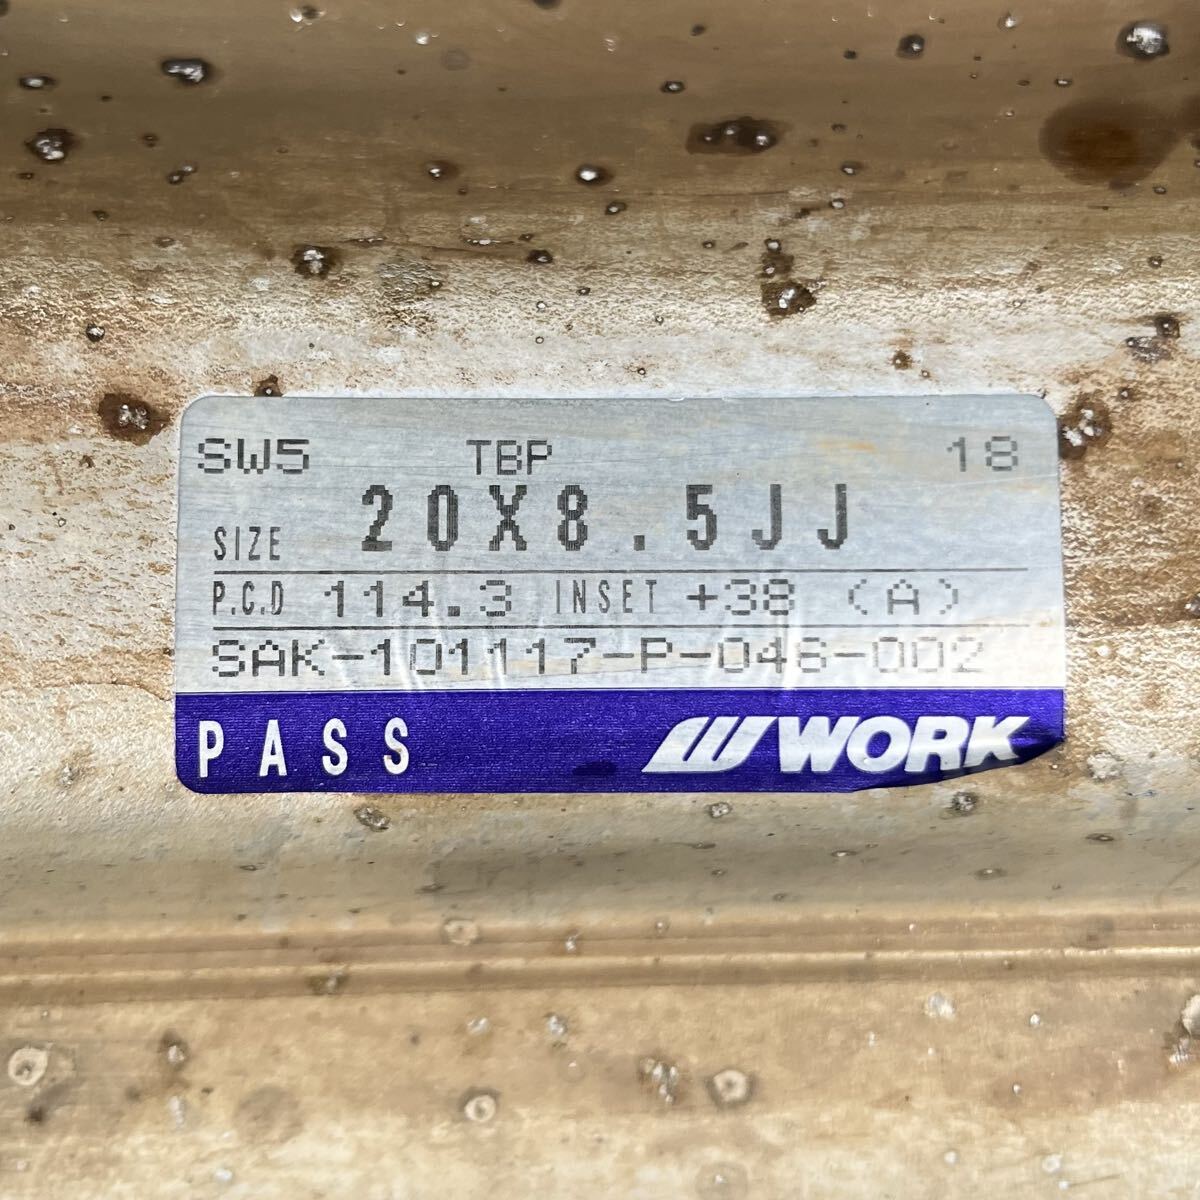 SW5 TBP 18
SIZE 20X8.5JJ
P.C.D 114.3 INSET +38 (A)
SAK-101117-P-046-002
PASS WORK